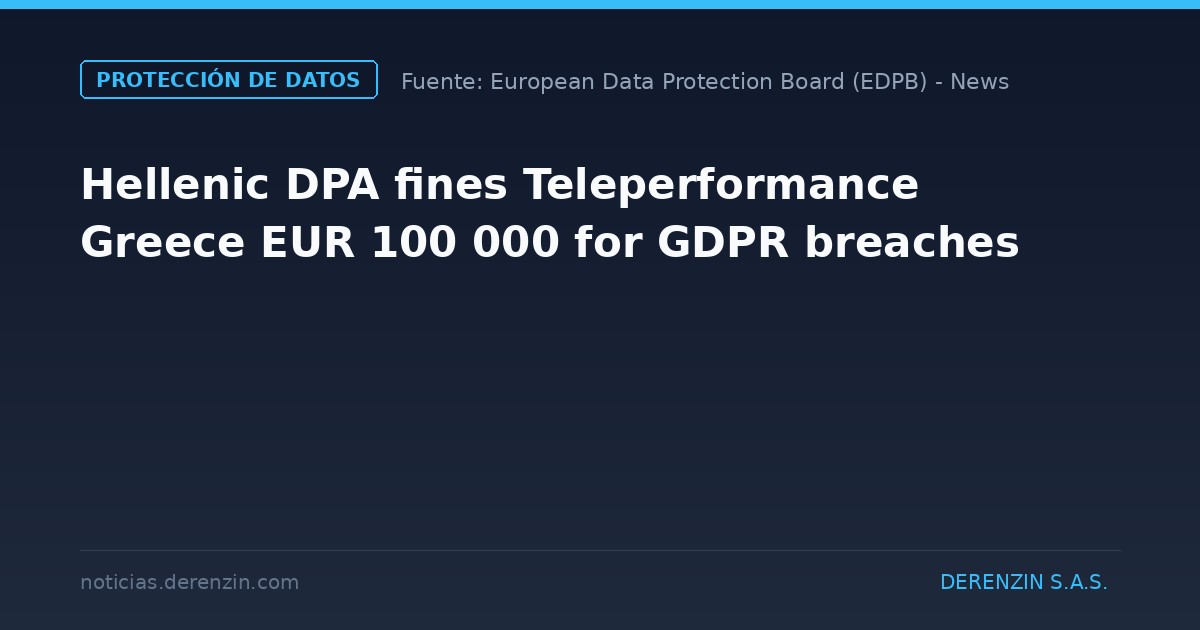 PROTECCIÓN DE DATOS
Fuente: European Data Protection Board (EDPB) - News
Hellenic DPA fines Teleperformance
Greece EUR 100 000 for GDPR breaches
noticias.derenzin.com
DERENZIN S.A.S.